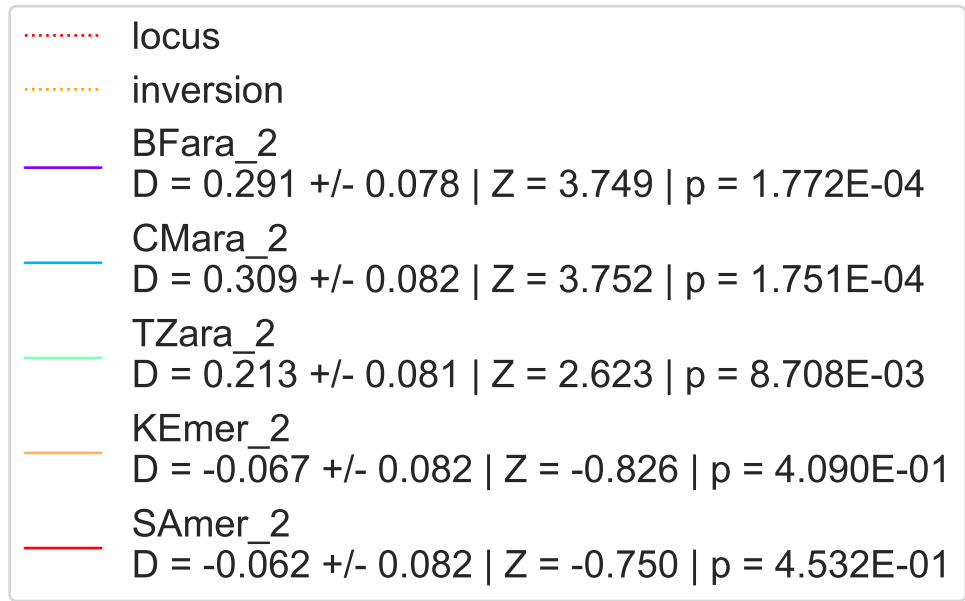 locus
inversion
BFara_2
D = 0.291 +/- 0.078 | Z = 3.749 | p = 1.772E-04
CMara_2
D = 0.309 +/- 0.082 | Z = 3.752 | p = 1.751E-04
TZara_2
D = 0.213 +/- 0.081 | Z = 2.623 | p = 8.708E-03
KEmer_2
D = -0.067 +/- 0.082 | Z = -0.826 | p = 4.090E-01
SAmer_2
D = -0.062 +/- 0.082 | Z = -0.750 | p = 4.532E-01